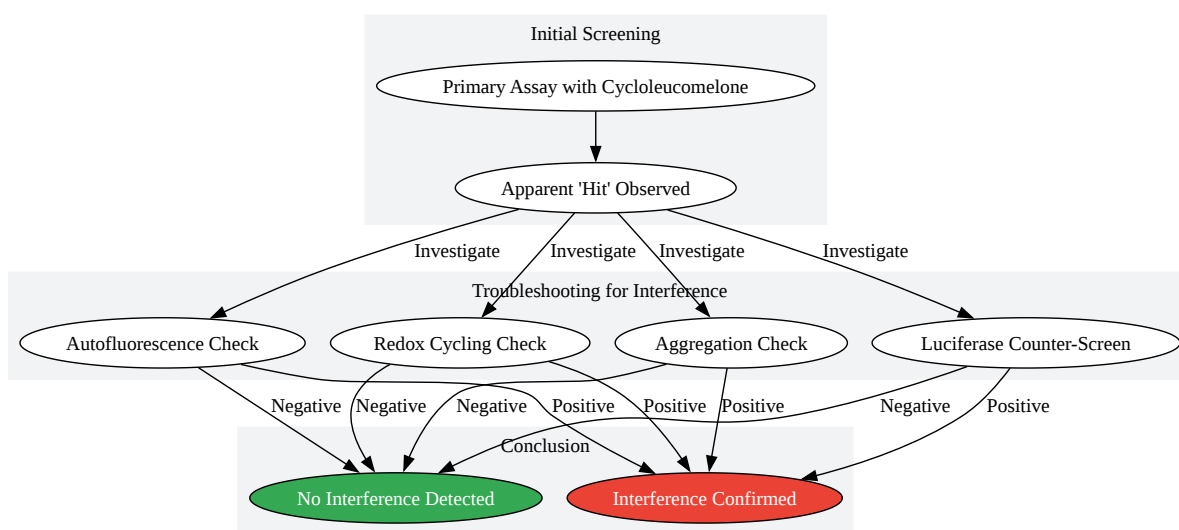 Initial Screening
Primary Assay with Cycloleucomelone
Apparent 'Hit' Observed
Investigate
Investigate
Investigate
Investigate
Troubleshooting for Interference
Autofluorescence Check
Redox Cycling Check
Aggregation Check
Luciferase Counter-Screen
Negative
Negative
Negative
Positive
Positive
Positive
Negative
Positive
Conclusion
No Interference Detected
Interference Confirmed